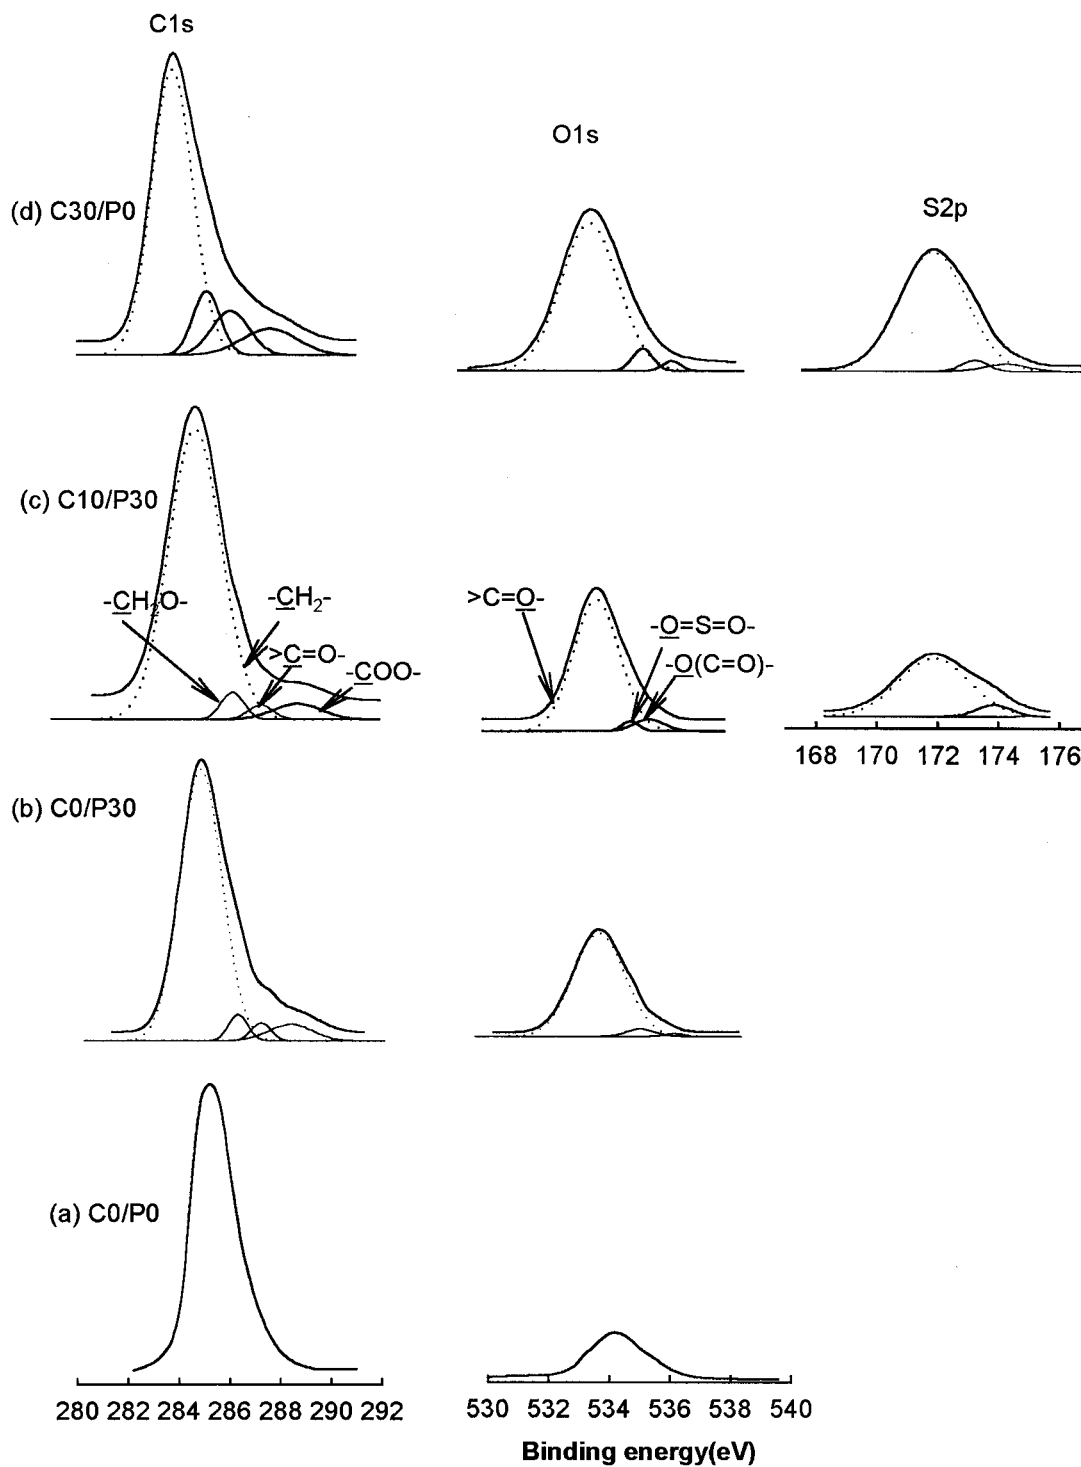 C1s
O1s
(d) C30/P0
S2p
(c) C10/P30
-CH2O-
-CH2-
>C=O-
-O=S=O-
>C=O-
-COO-
-O(C=O)-
168 170 172 174 176
(b) C0/P30
(a) C0/P0
280 282 284 286 288 290 292
530 532 534 536 538 540
Binding energy(eV)